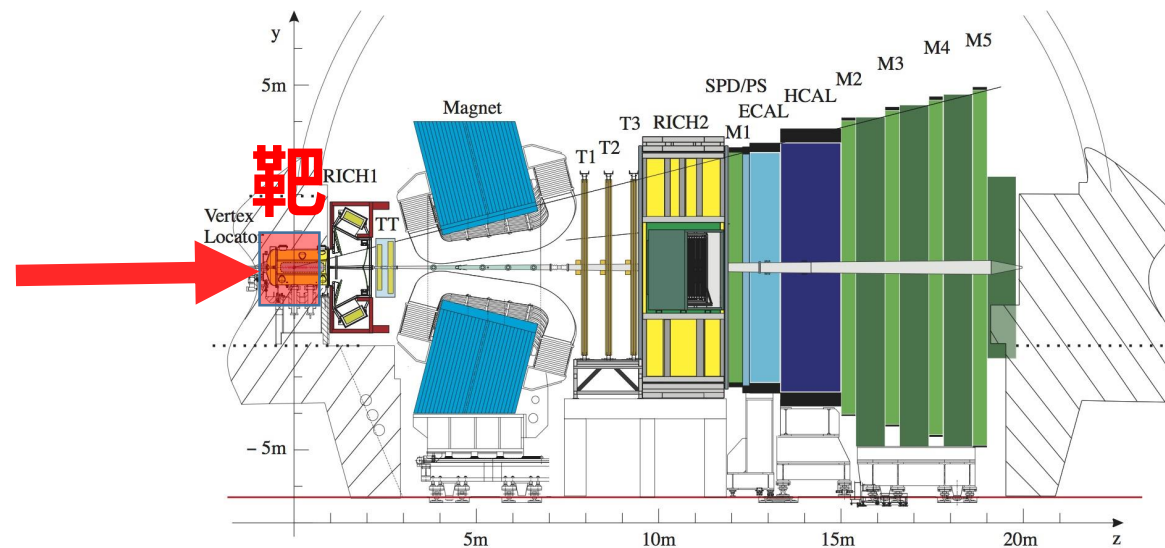 y
5m
− 5m
靶
Vertex
Locator
RICH1
TT
Magnet
T1
T2
T3
RICH2
M1
SPD/PS
ECAL
HCAL
M2
M3
M4
M5
5m
10m
15m
20m
z